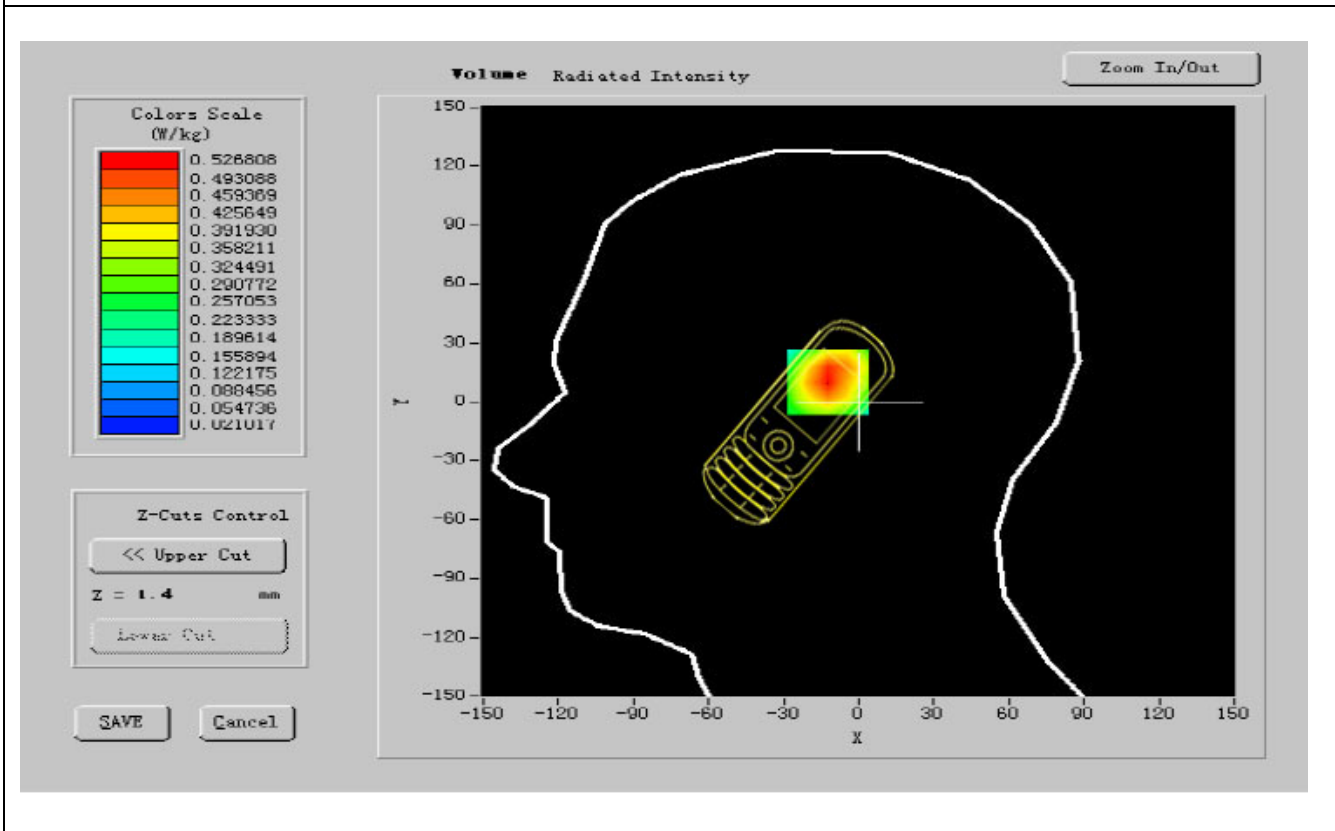 Volume Radiated Intensity
Zoom In/Out
Colors Scale
(W/kg)
0.526808
0.493088
0.459369
0.425649
0.391930
0.358211
0.324491
0.290772
0.257053
0.223333
0.189614
0.155894
0.122175
0.088456
0.054736
0.021017
Z-Cuts Control
<< Upper Cut
Z = 1.4 mm
Lower Cut
SAVE
Cancel
150
120
90
60
30
0
-30
-60
-90
-120
-150
Y
-150 -120 -90 -60 -30 0 30 60 90 120 150
X